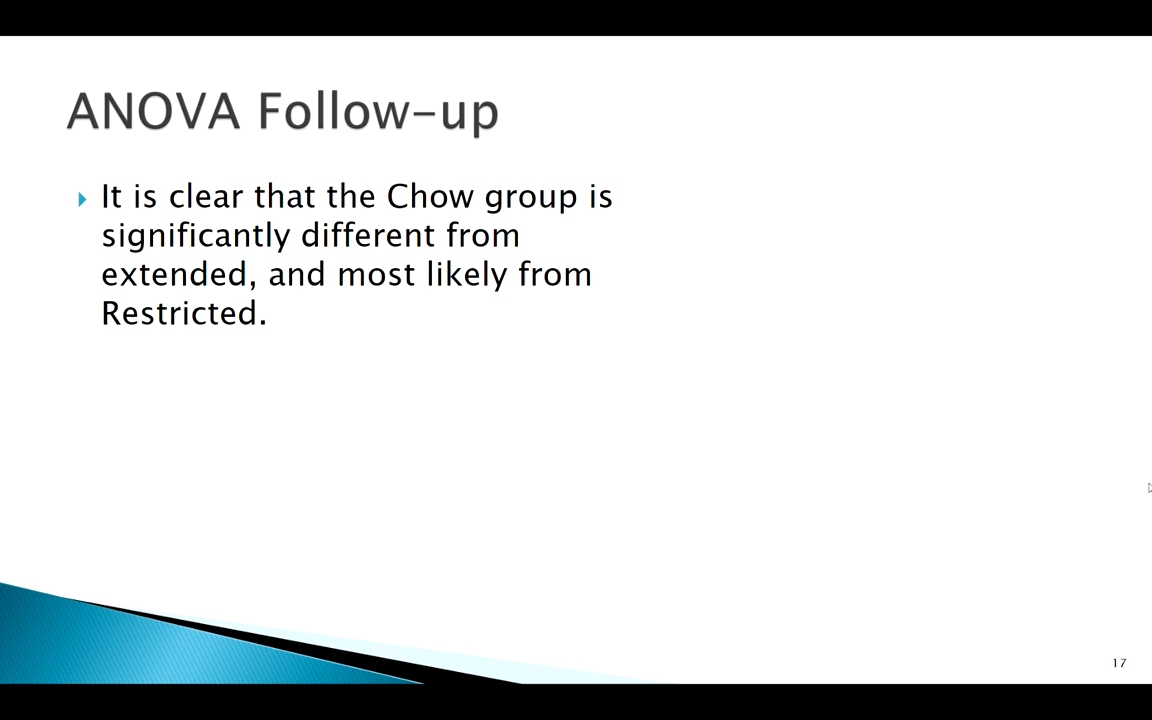 ANOVA Follow-up
It is clear that the Chow group is
significantly different from
extended, and most likely from
Restricted.
17